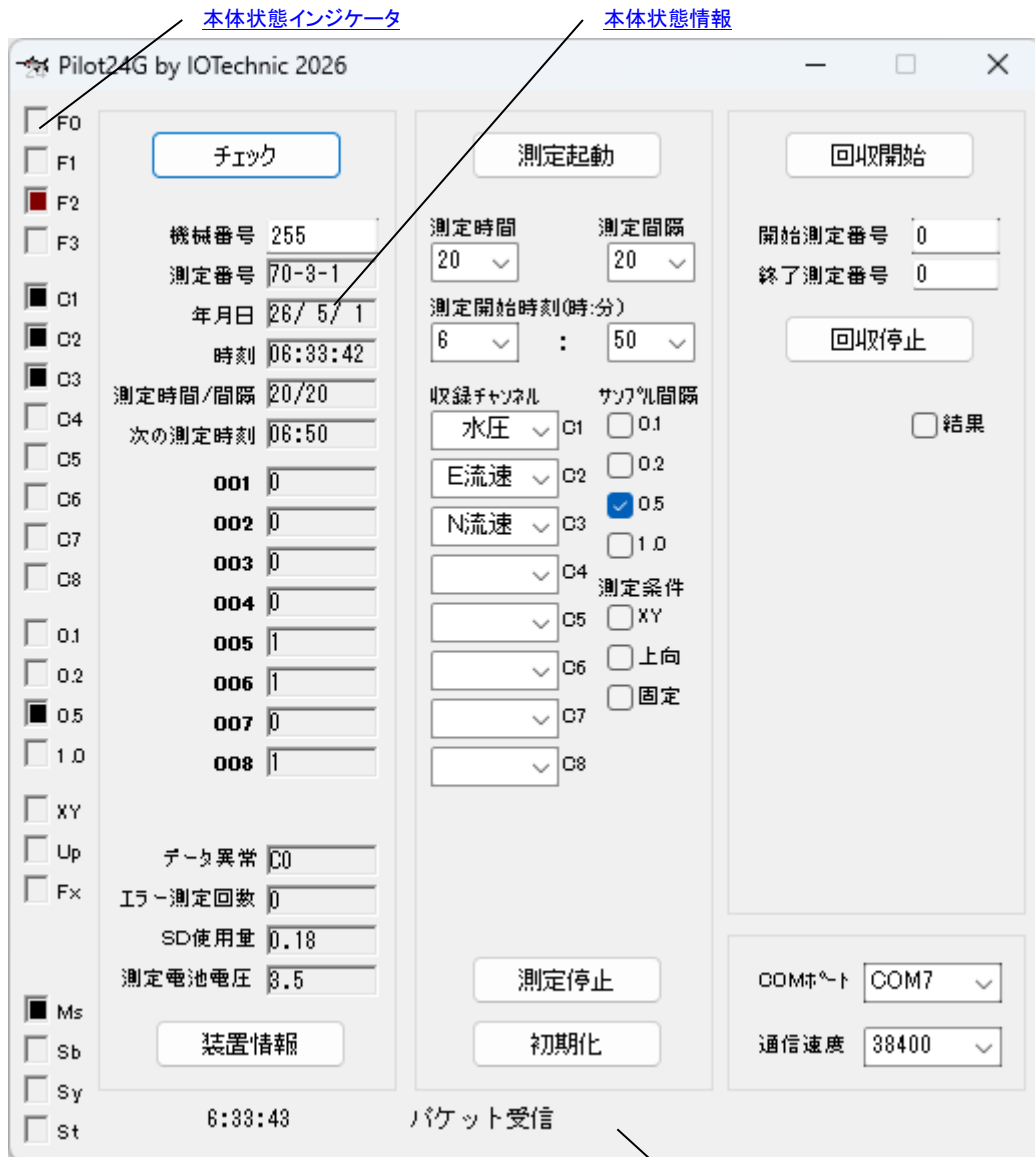 本体状態インジケータ
本体状態情報
Pilot24G by IOTechnic 2026
F0
F1
F2
F3
C1
C2
C3
C4
C5
C6
C7
C8
0.1
0.2
0.5
1.0
XY
Up
Fx
Ms
Sb
Sy
St
チェック
機械番号 255
測定番号 70-3-1
年月日 26/ 5/ 1
時刻 06:33:42
測定時間/間隔 20/20
次の測定時刻 06:50
001 0
002 0
003 0
004 0
005 1
006 1
007 0
008 1
データ異常 C0
エラー測定回数 0
SD使用量 0.18
測定電池電圧 3.5
装置情報
6:33:43
測定起動
測定時間 測定間隔
20 20
測定開始時刻(時:分)
6 : 50
収録チャンネル
水圧 C1
E流速 C2
N流速 C3
C4
C5
C6
C7
C8
サンプル間隔
0.1
0.2
0.5
1.0
測定条件
XY
上向
固定
測定停止
初期化
パケット受信
回収開始
開始測定番号 0
終了測定番号 0
回収停止
結果
COMポート COM7
通信速度 38400